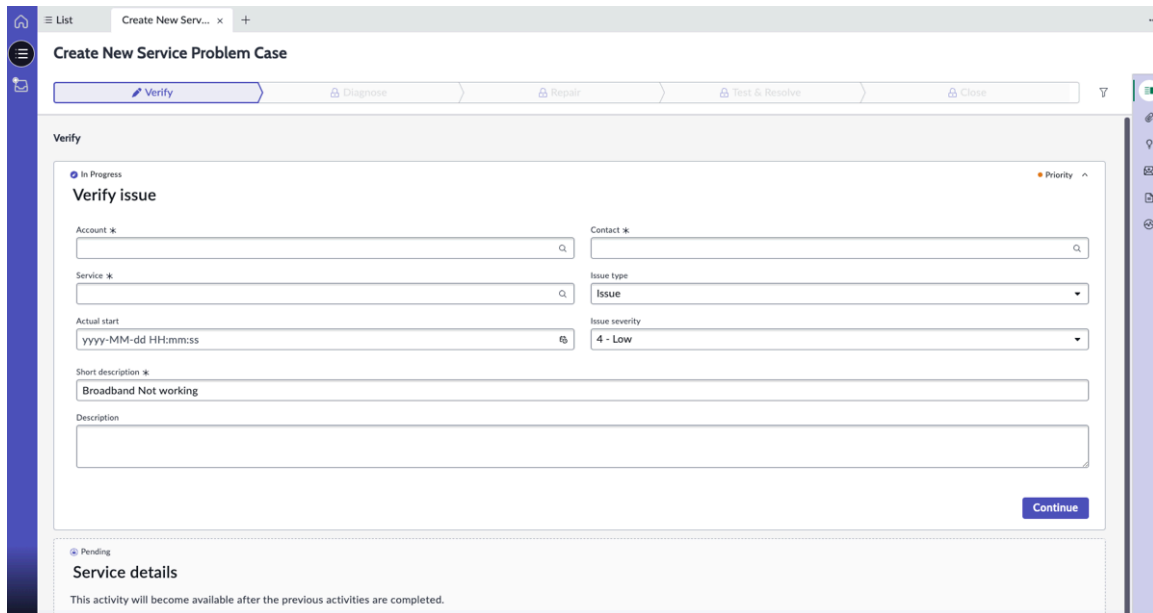 List
Create New Serv... ×
Create New Service Problem Case
Verify
Diagnose
Repair
Test & Resolve
Close
Verify
In Progress
Priority
Verify issue
Account *
Contact *
Service *
Issue type
Issue
Actual start
Issue severity
yyyy-MM-dd HH:mm:ss
4 - Low
Short description *
Broadband Not working
Description
Continue
Pending
Service details
This activity will become available after the previous activities are completed.